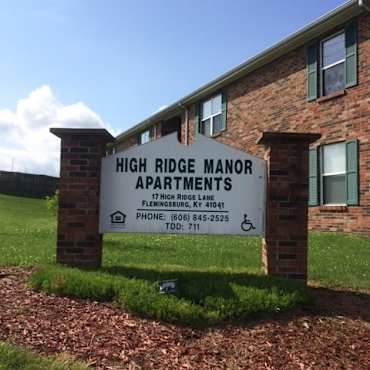 HIGH RIDGE MANOR
APARTMENTS
17 HIGH RIDGE LANE
FLEMINGSBURG, KY 41041
PHONE: (606) 845-2525
TDD: 711